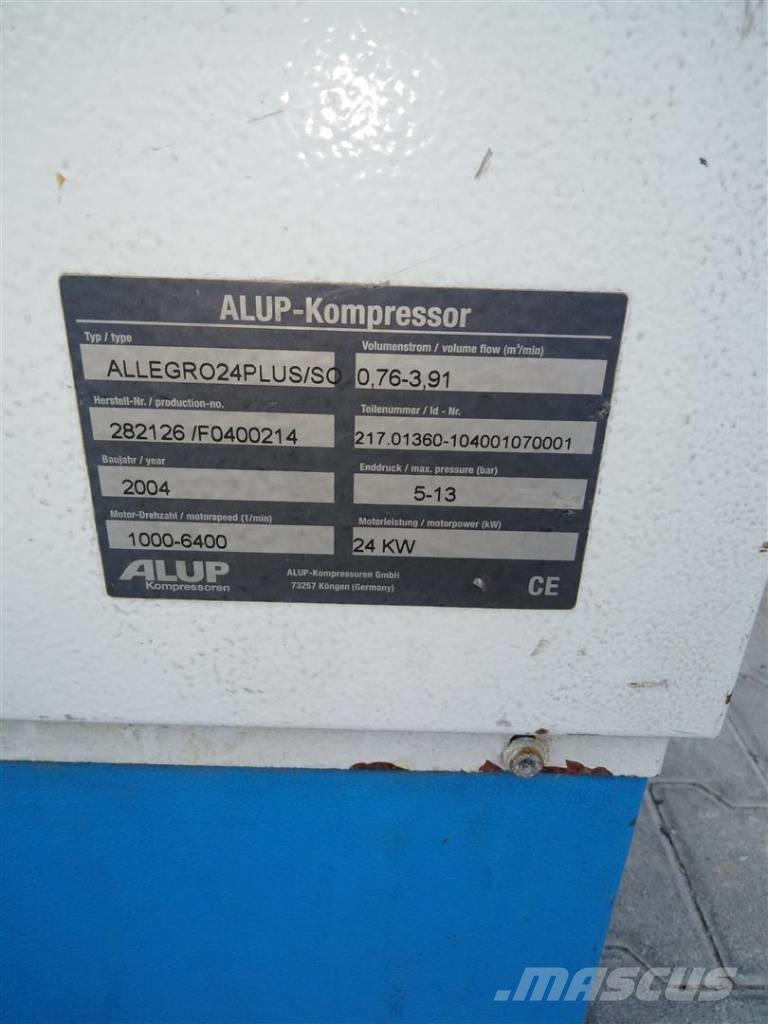 ALUP-Kompressor
Typ / type
ALLEGRO24PLUS/SO
Volumenstrom / volume flow (m³/min)
0,76-3,91
Herstell-Nr. / production-no.
282126 /F0400214
Teilenummer / Id - Nr.
217.01360-104001070001
Baujahr / year
2004
Enddruck / max. pressure (bar)
5-13
Motor-Drehzahl / motorspeed (1/min)
1000-6400
Motorleistung / motorpower (kW)
24 KW
ALUP
Kompressoren
ALUP-Kompressoren GmbH
73257 Köngen (Germany)
CE
MASCUS